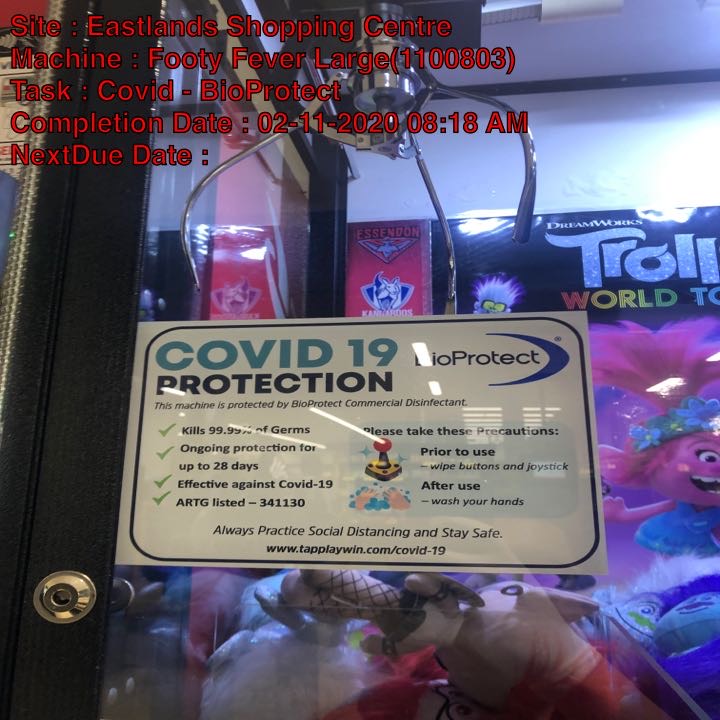 Site : Eastlands Shopping Centre
Machine : Footy Fever Large(1100803)
Task : Covid - BioProtect
Completion Date : 02-11-2020 08:18 AM
NextDue Date :
ESSENDON
KANGAROOS
DREAMWORKS
Troll
WORLD TO
COVID 19
PROTECTION
BioProtect®
This machine is protected by BioProtect Commercial Disinfectant.
Kills 99.99% of Germs
Ongoing protection for
up to 28 days
Effective against Covid-19
ARTG listed – 341130
Please take these Precautions:
Prior to use
– wipe buttons and joystick
After use
– wash your hands
Always Practice Social Distancing and Stay Safe.
www.tapplaywin.com/covid-19